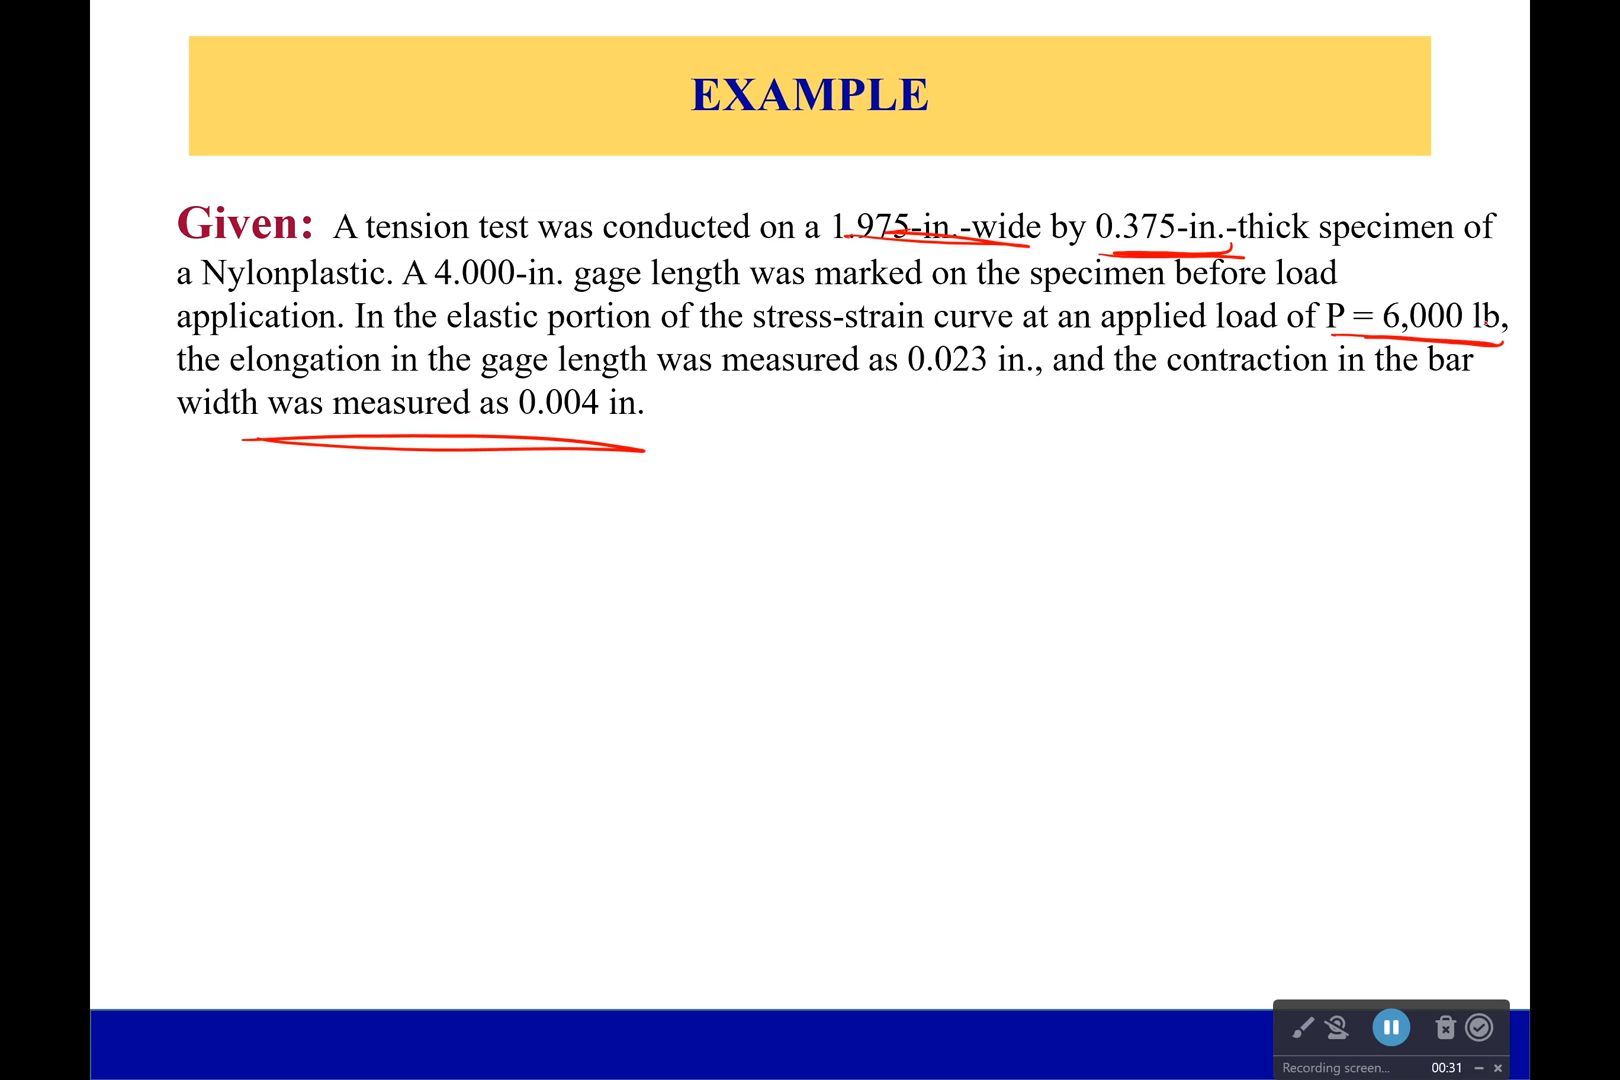 EXAMPLE
Given: A tension test was conducted on a 1.975-in.-wide by 0.375-in.-thick specimen of
a Nylonplastic. A 4.000-in. gage length was marked on the specimen before load
application. In the elastic portion of the stress-strain curve at an applied load of P = 6,000 lb,
the elongation in the gage length was measured as 0.023 in., and the contraction in the bar
width was measured as 0.004 in.
Recording screen... 00:31